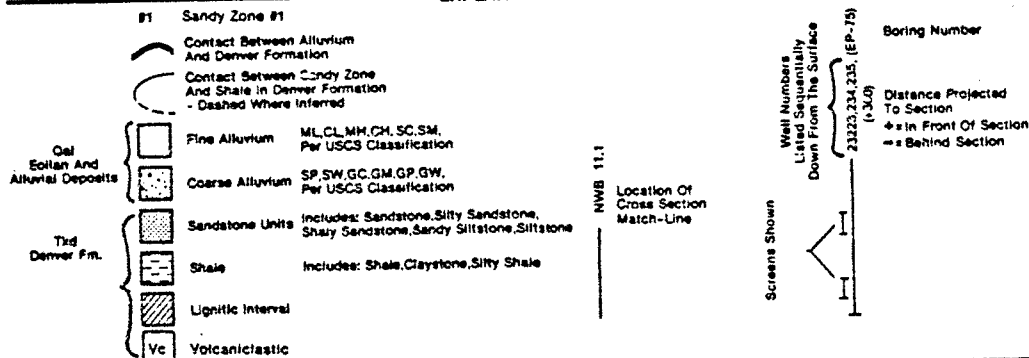 #1 Sandy Zone #1
Contact Between Alluvium
And Denver Formation
Contact Between Sandy Zone
And Shale In Denver Formation
- Dashed Where Inferred
Qal
Eolian And
Alluvial Deposits
Fine Alluvium
ML,CL,MH,CH,SC,SM,
Per USCS Classification
Coarse Alluvium
SP,SW,GC,GM,GP,GW,
Per USCS Classification
Txd
Denver Fm.
Sandstone Units
Includes: Sandstone,Silty Sandstone,
Shaly Sandstone,Sandy Siltstone,Siltstone
Shale
Includes: Shale,Claystone,Silty Shale
Lignitic Interval
Vc Volcaniclastic
NWB 11.1
Location Of
Cross Section
Match-Line
Well Numbers
Listed Sequentially
Down From The Surface
23223,234,235, (EP-75)
(+300)
Boring Number
Distance Projected
To Section
+=In Front Of Section
-=Behind Section
Screens Shown